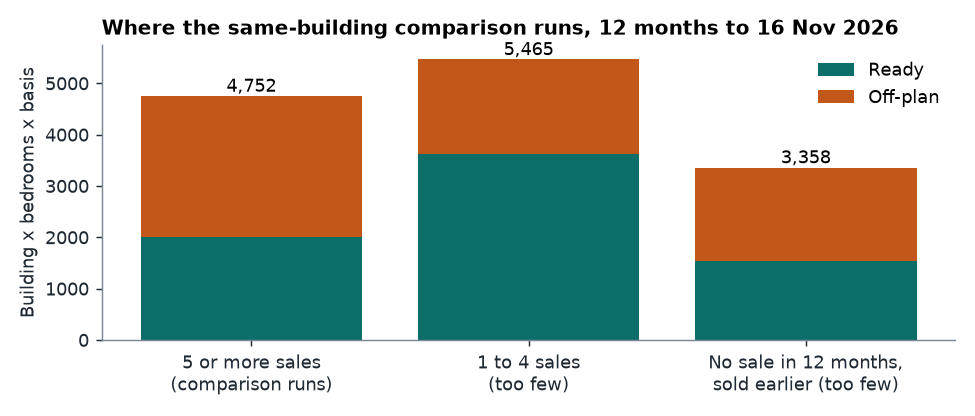 Where the same-building comparison runs, 12 months to 16 Nov 2026
Building x bedrooms x basis
5000
4000
3000
2000
1000
0
4,752
5,465
3,358
Ready
Off-plan
5 or more sales
(comparison runs)
1 to 4 sales
(too few)
No sale in 12 months,
sold earlier (too few)